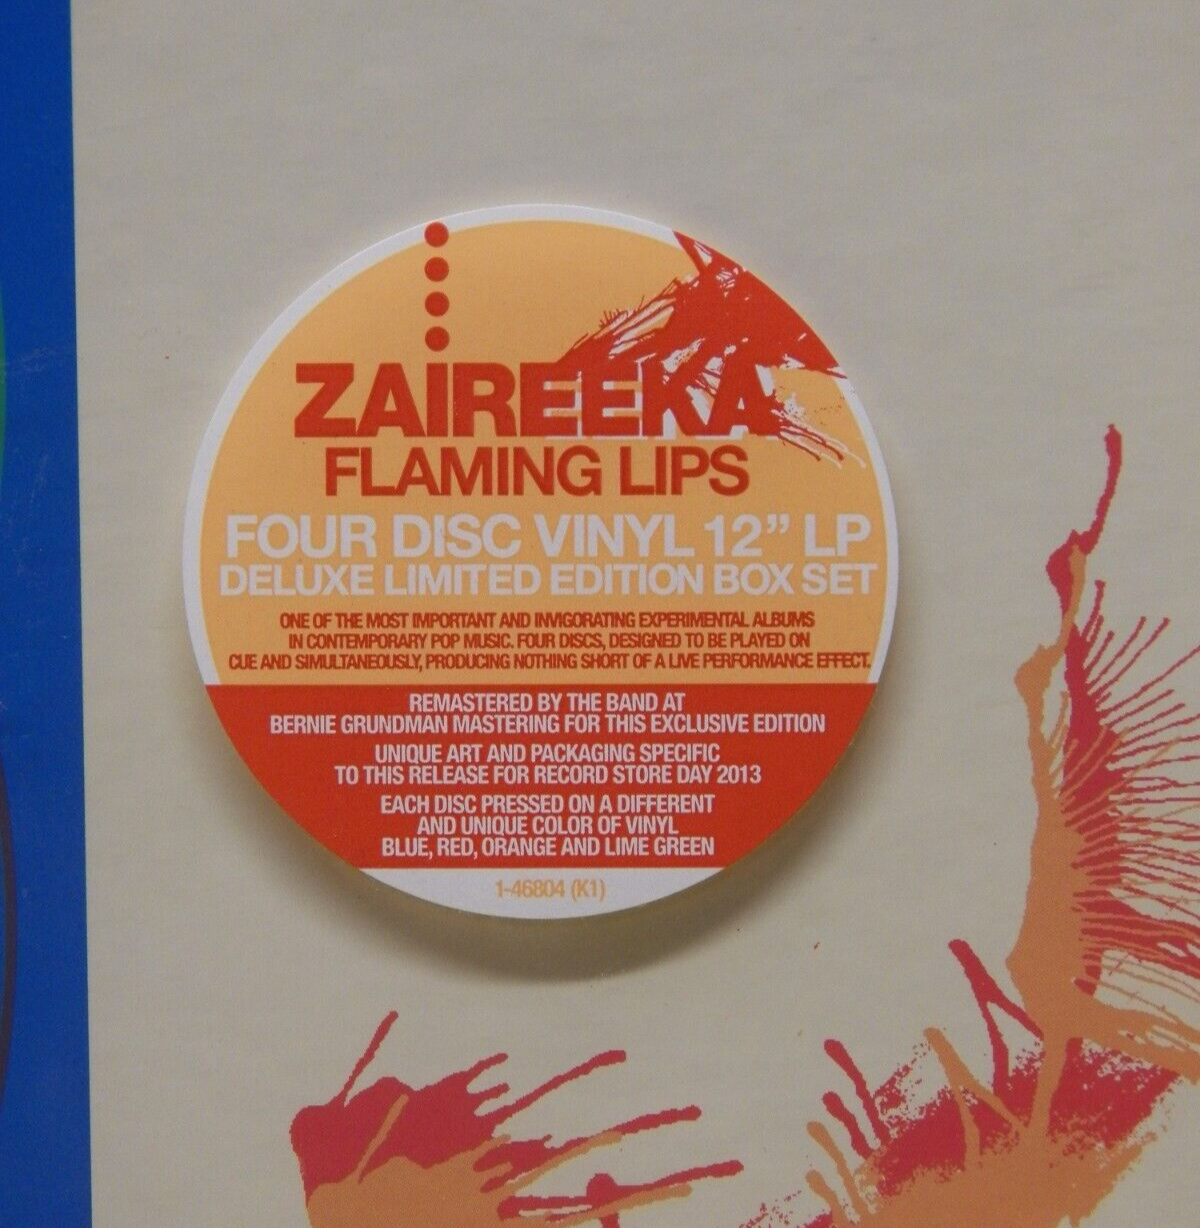 ZAIREEKA
FLAMING LIPS
FOUR DISC VINYL 12” LP
DELUXE LIMITED EDITION BOX SET
ONE OF THE MOST IMPORTANT AND INVIGORATING EXPERIMENTAL ALBUMS
IN CONTEMPORARY POP MUSIC. FOUR DISCS, DESIGNED TO BE PLAYED ON
CUE AND SIMULTANEOUSLY, PRODUCING NOTHING SHORT OF A LIVE PERFORMANCE EFFECT.
REMASTERED BY THE BAND AT
BERNIE GRUNDMAN MASTERING FOR THIS EXCLUSIVE EDITION
UNIQUE ART AND PACKAGING SPECIFIC
TO THIS RELEASE FOR RECORD STORE DAY 2013
EACH DISC PRESSED ON A DIFFERENT
AND UNIQUE COLOR OF VINYL
BLUE, RED, ORANGE AND LIME GREEN
1-46804 (K1)